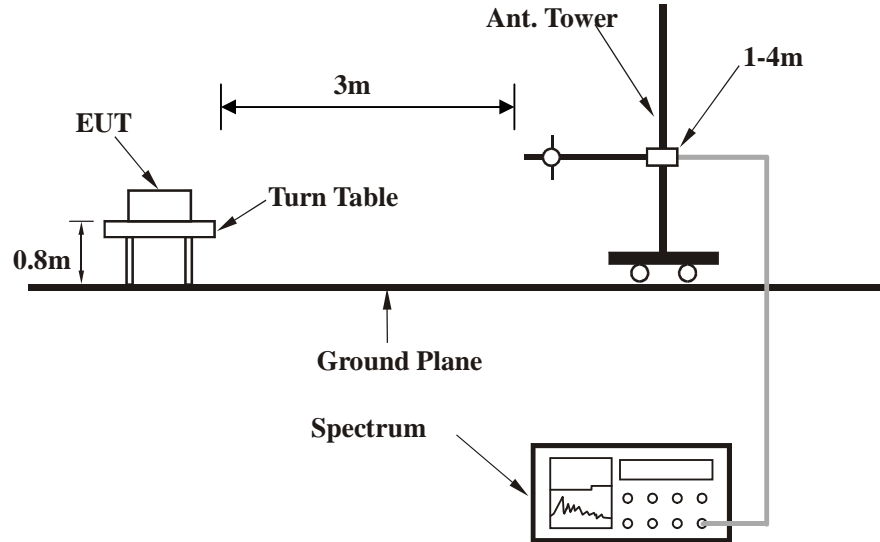 Ant. Tower
1-4m
3m
EUT
Turn Table
0.8m
Ground Plane
Spectrum